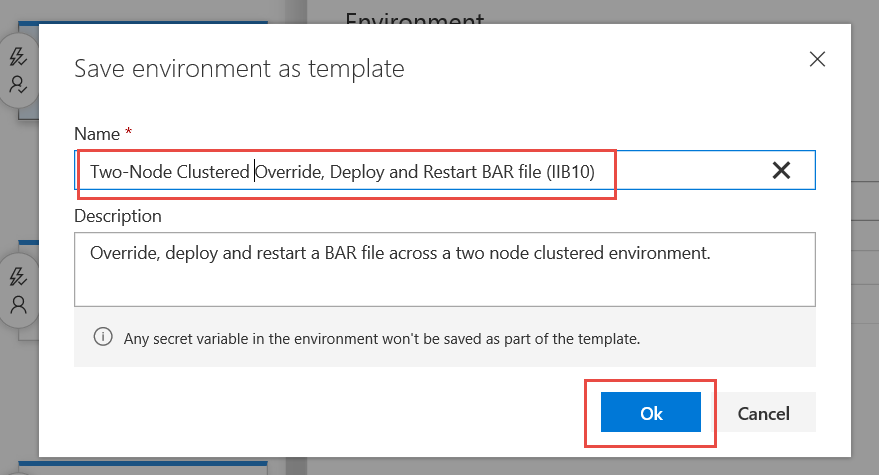 Environment
Save environment as template
Name *
Two-Node Clustered Override, Deploy and Restart BAR file (IIB10)
Description
Override, deploy and restart a BAR file across a two node clustered environment.
Any secret variable in the environment won't be saved as part of the template.
Ok
Cancel